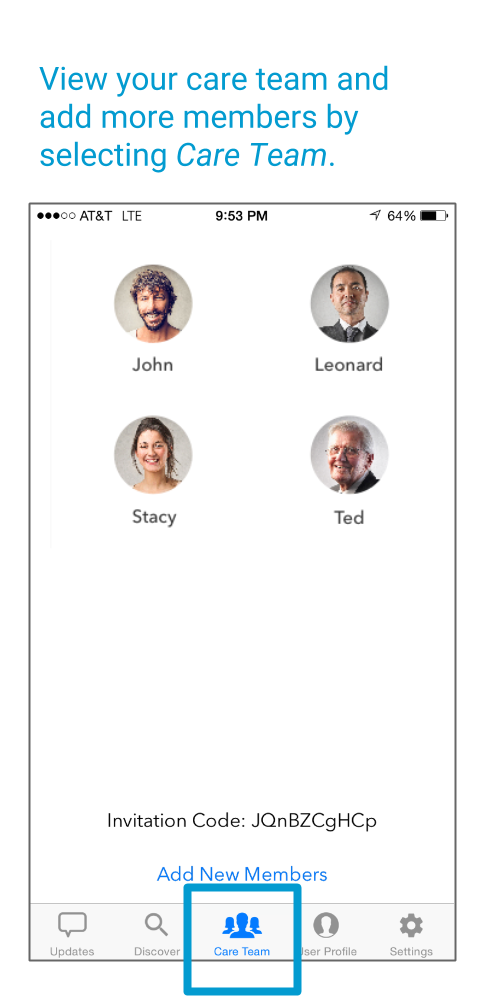 View your care team and
add more members by
selecting Care Team.
AT&T LTE 9:53 PM 64%
John Leonard
Stacy Ted
Invitation Code: JQnBZCgHCp
Add New Members
Updates Discover Care Team ser Profile Settings